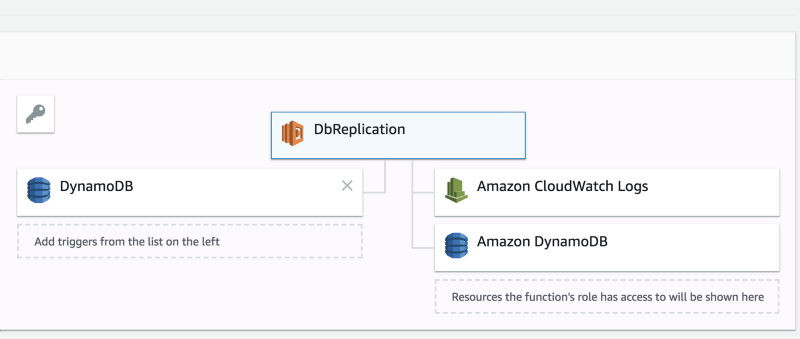 DbReplication
DynamoDB
Add triggers from the list on the left
Amazon CloudWatch Logs
Amazon DynamoDB
Resources the function's role has access to will be shown here